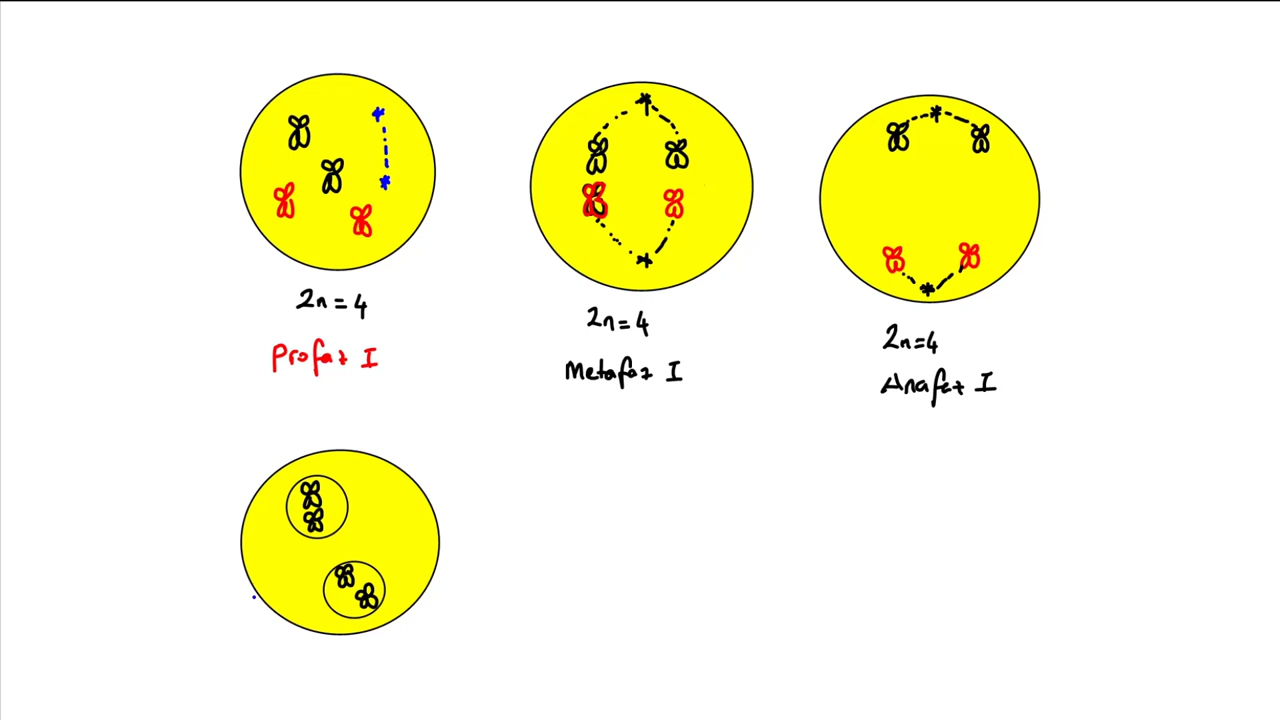 2n = 4
Profaz I
2n = 4
Metafaz I
2n = 4
Anafaz I